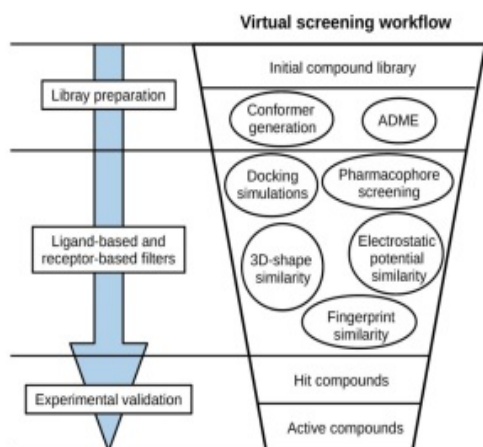 Virtual screening workflow
Initial compound library
Libray preparation
Conformer
generation
ADME
Docking
simulations
Pharmacophore
screening
Ligand-based and
receptor-based filters
3D-shape
similarity
Electrostatic
potential
similarity
Fingerprint
similarity
Hit compounds
Experimental validation
Active compounds